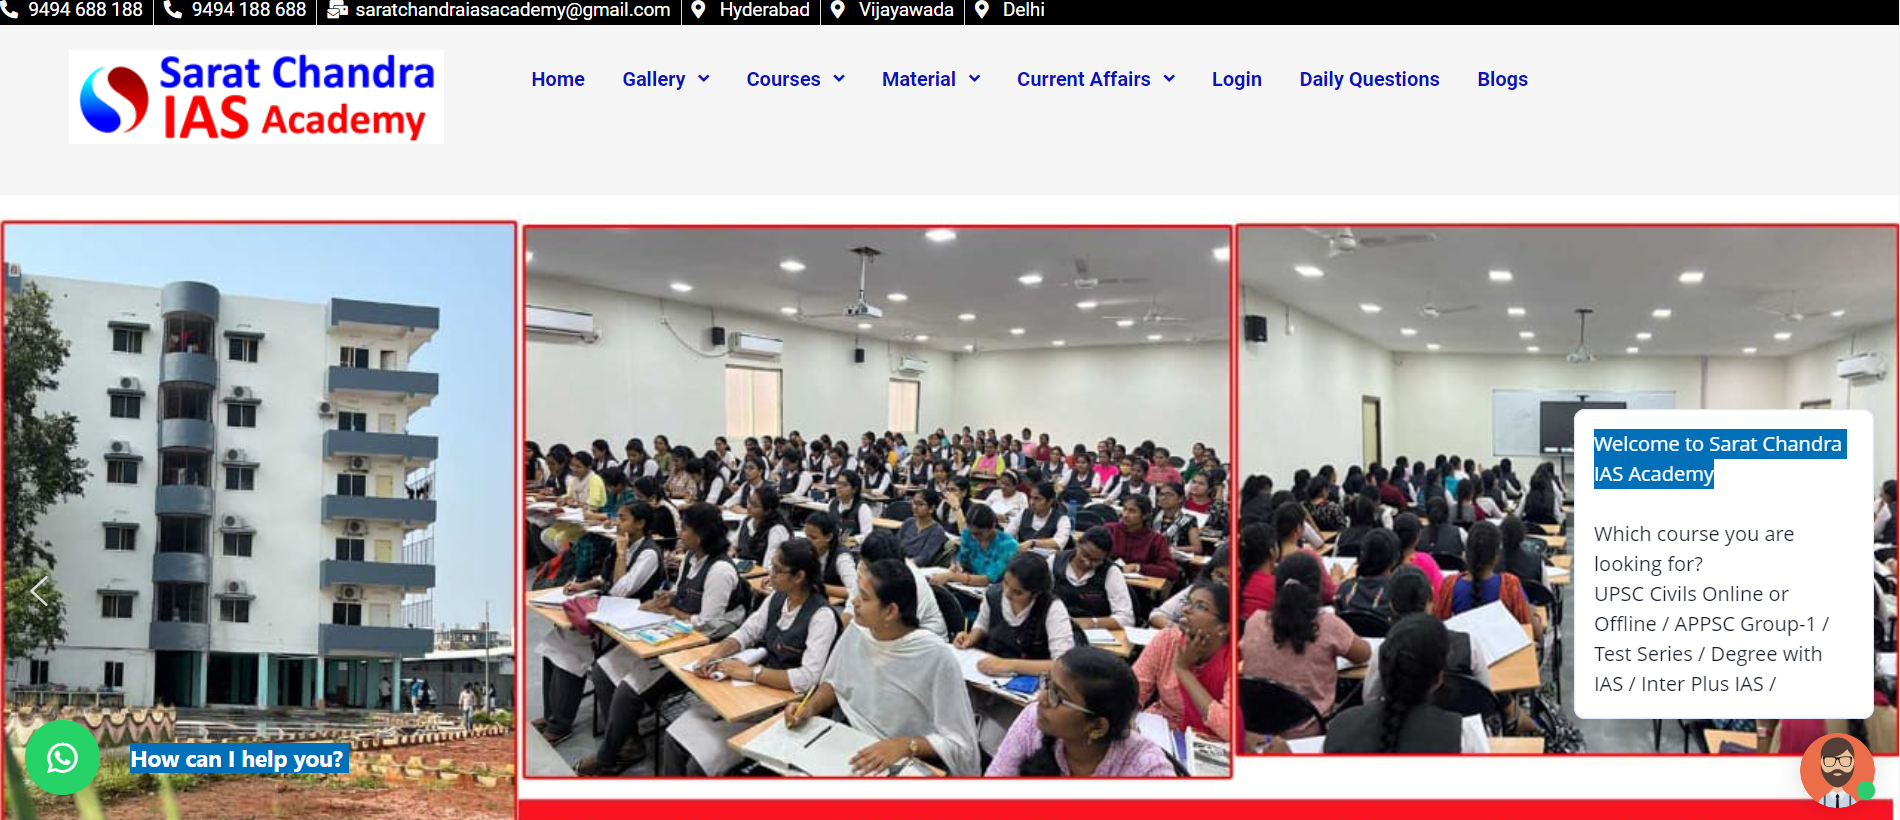 9494 688 188
9494 188 688
saratchandraiasacademy@gmail.com
Hyderabad
Vijayawada
Delhi
Sarat Chandra
IAS Academy
Home
Gallery
Courses
Material
Current Affairs
Login
Daily Questions
Blogs
Welcome to Sarat Chandra
IAS Academy
Which course you are
looking for?
UPSC Civils Online or
Offline / APPSC Group-1 /
Test Series / Degree with
IAS / Inter Plus IAS /
How can I help you?